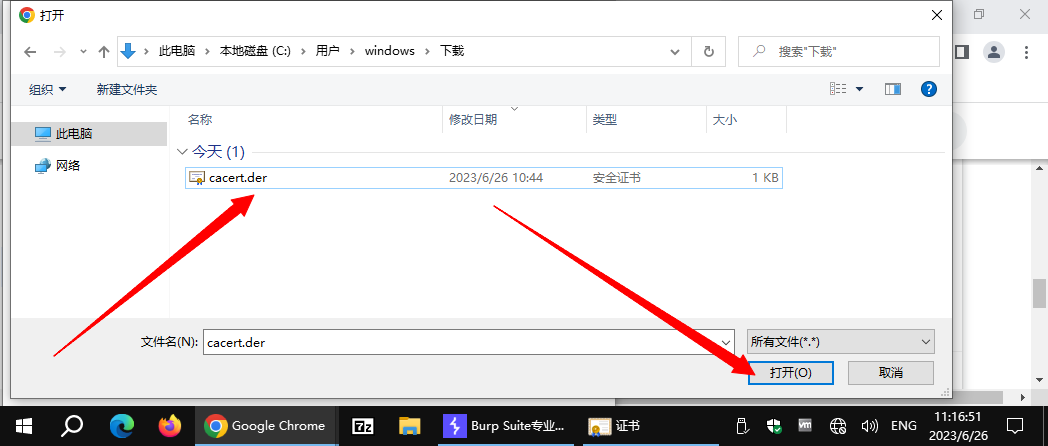 打开
此电脑 本地磁盘 (C:) 用户 windows 下载
搜索"下载"
组织 新建文件夹
名称 修改日期 类型 大小
此电脑
网络
今天 (1)
cacert.der 2023/6/26 10:44 安全证书 1 KB
文件名(N): cacert.der 所有文件(*.*)
打开(O) 取消
Google Chrome 7z Burp Suite专业... 证书 vm ENG 11:16:51
2023/6/26